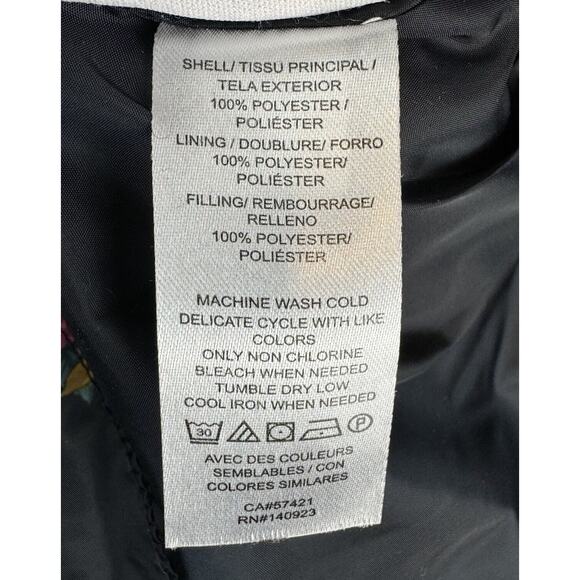 SHELL/ TISSU PRINCIPAL /
TELA EXTERIOR
100% POLYESTER /
POLIÉSTER
LINING / DOUBLURE/ FORRO
100% POLYESTER/
POLIÉSTER
FILLING/ REMBOURRAGE/
RELLENO
100% POLYESTER/
POLIÉSTER
MACHINE WASH COLD
DELICATE CYCLE WITH LIKE
COLORS
ONLY NON CHLORINE
BLEACH WHEN NEEDED
TUMBLE DRY LOW
COOL IRON WHEN NEEDED
30 P
AVEC DES COULEURS
SEMBLABLES / CON
COLORES SIMILARES
CA#57421
RN#140923